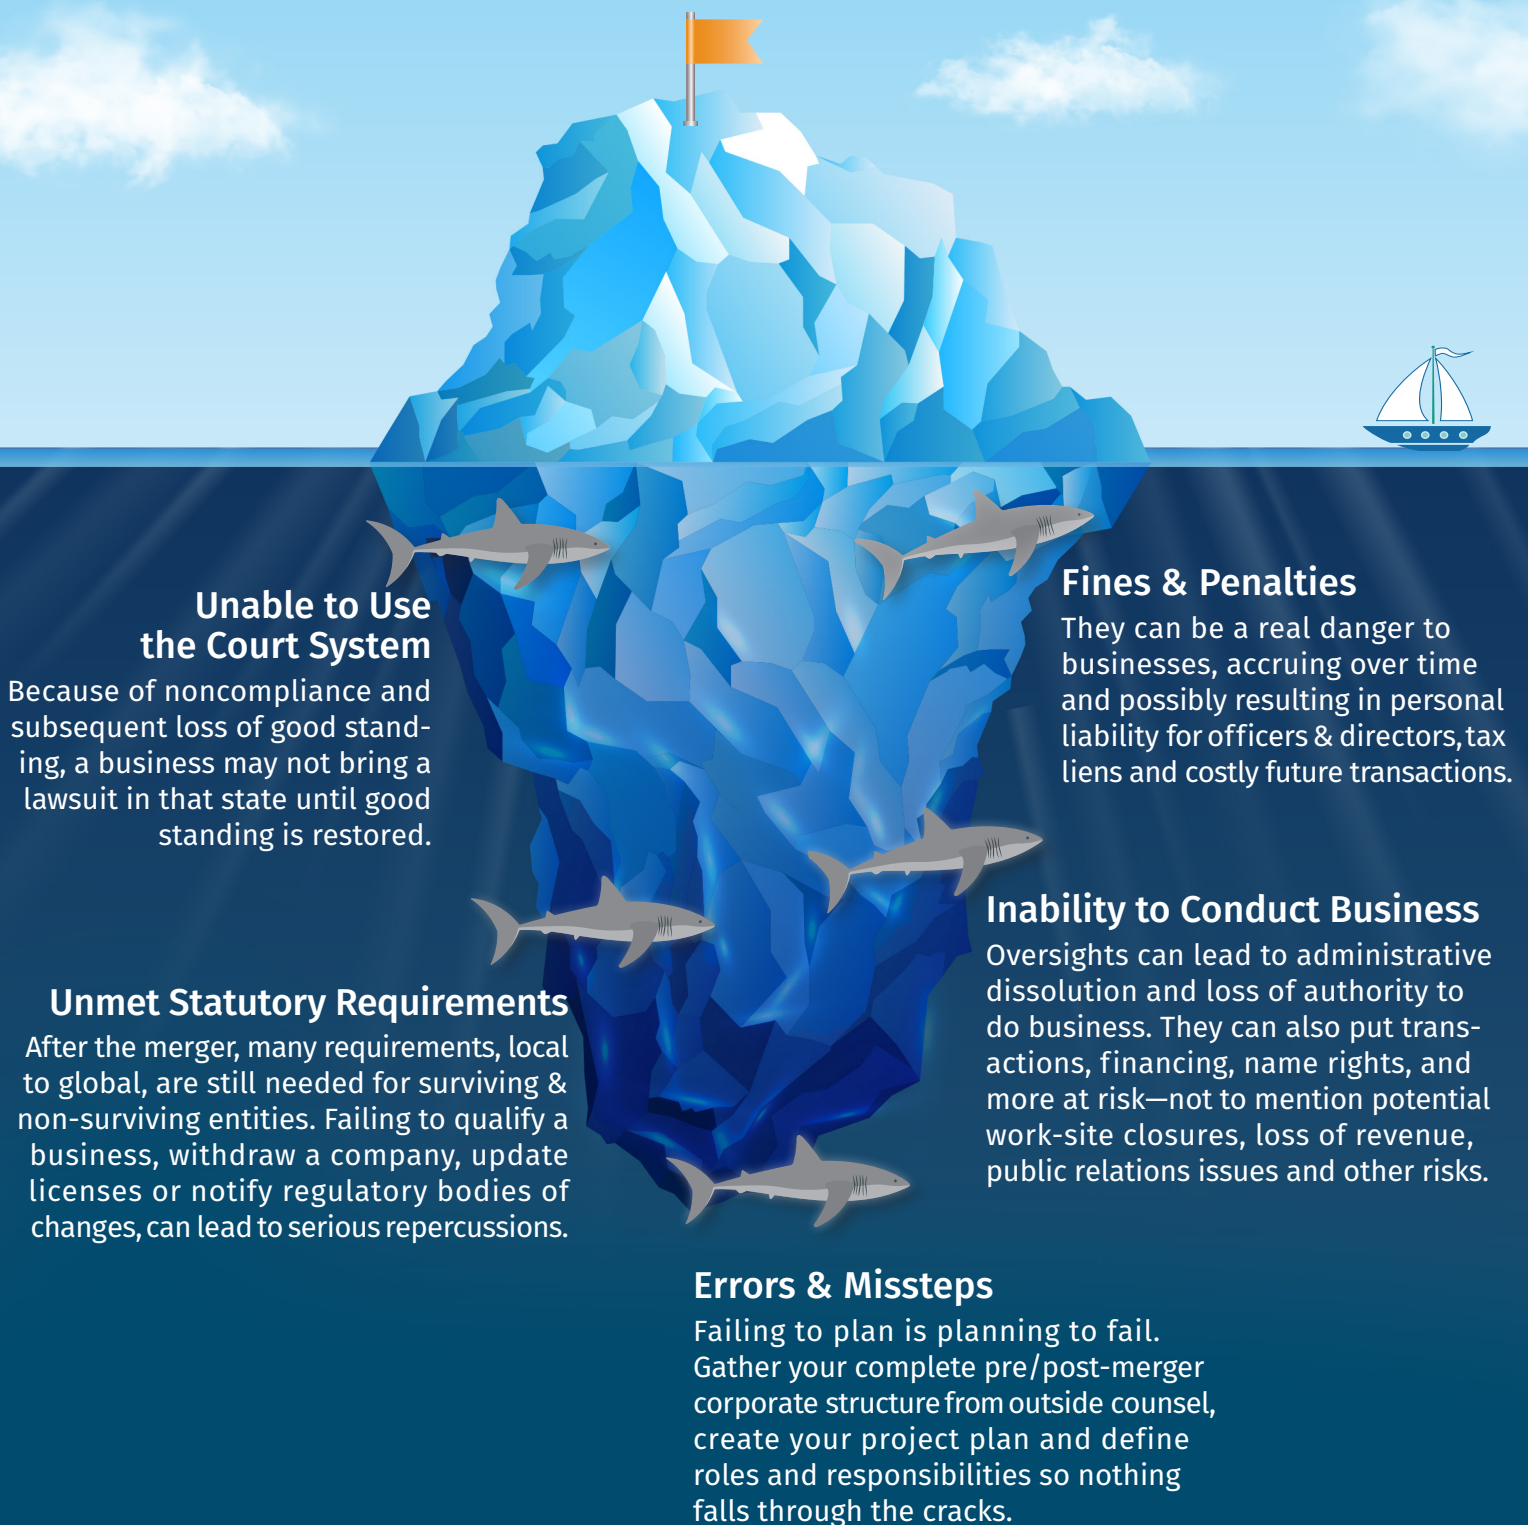 Unable to Use
the Court System
Because of noncompliance and
subsequent loss of good stand-
ing, a business may not bring a
lawsuit in that state until good
standing is restored.
Fines & Penalties
They can be a real danger to
businesses, accruing over time
and possibly resulting in personal
liability for officers & directors, tax
liens and costly future transactions.
Unmet Statutory Requirements
After the merger, many requirements, local
to global, are still needed for surviving &
non-surviving entities. Failing to qualify a
business, withdraw a company, update
licenses or notify regulatory bodies of
changes, can lead to serious repercussions.
Inability to Conduct Business
Oversights can lead to administrative
dissolution and loss of authority to
do business. They can also put trans-
actions, financing, name rights, and
more at risk—not to mention potential
work-site closures, loss of revenue,
public relations issues and other risks.
Errors & Missteps
Failing to plan is planning to fail.
Gather your complete pre/post-merger
corporate structure from outside counsel,
create your project plan and define
roles and responsibilities so nothing
falls through the cracks.